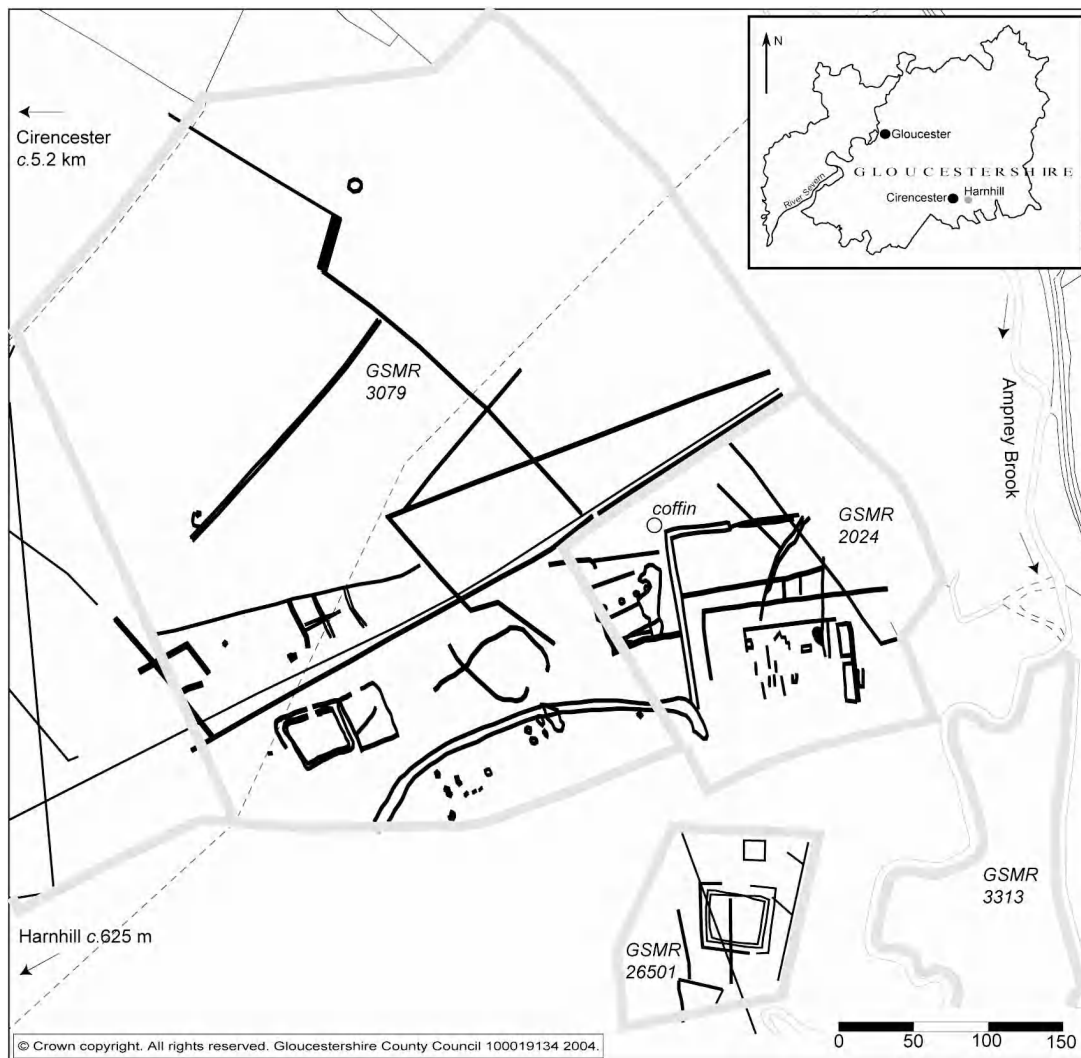 N
Gloucester
GLOUCESTERSHIRE
River Severn
Cirencester
Harnhill
Cirencester
c.5.2 km
GSMR
3079
Ampney Brook
coffin
GSMR
2024
GSMR
3313
GSMR
26501
Harnhill c.625 m
0 50 100 150
© Crown copyright. All rights reserved. Gloucestershire County Council 100019134 2004.